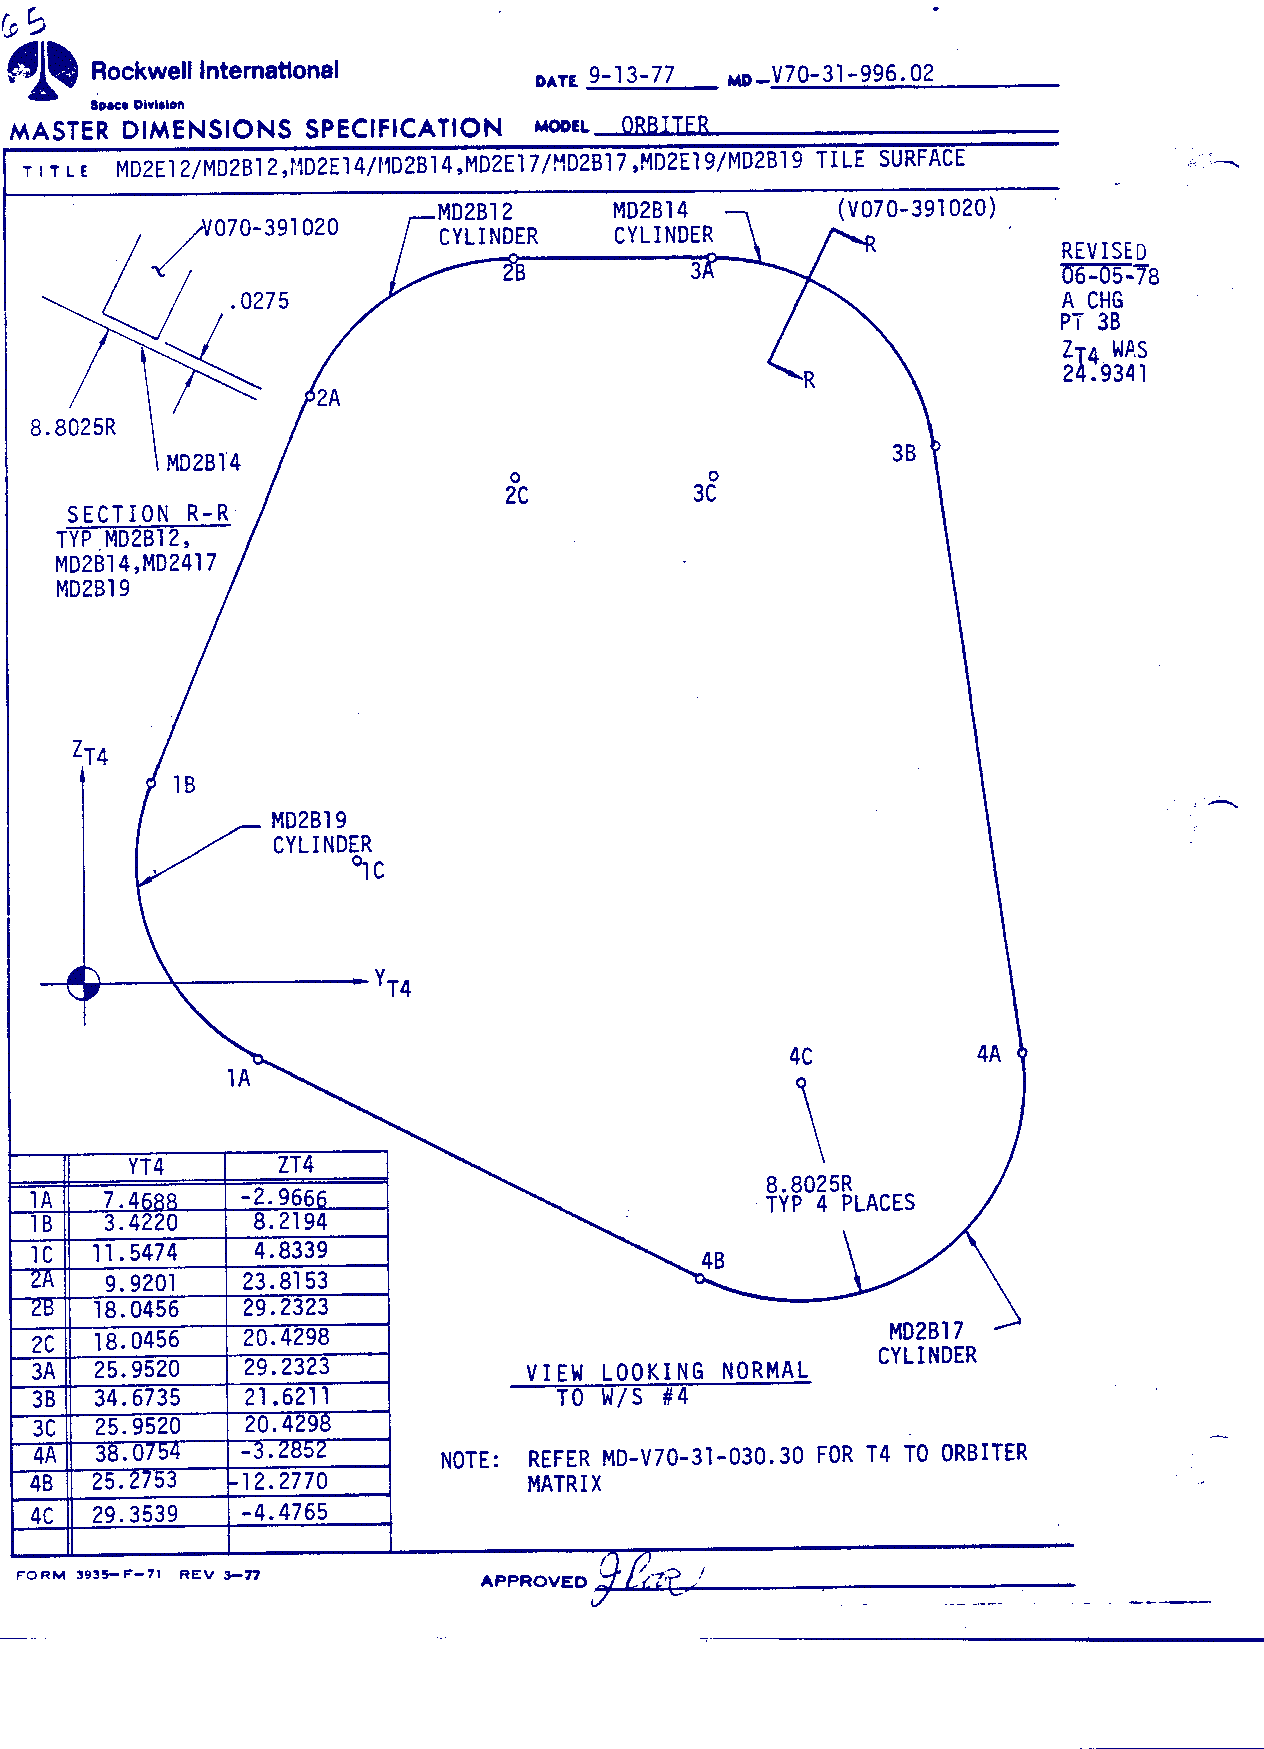 65
Rockwell International
Space Division
DATE 9-13-77 MD-V70-31-996.02
MASTER DIMENSIONS SPECIFICATION MODEL ORBITER
TITLE MD2E12/MD2B12,MD2E14/MD2B14,MD2E17/MD2B17,MD2E19/MD2B19 TILE SURFACE
V070-391020
MD2B12
CYLINDER
MD2B14
CYLINDER
(V070-391020)
R
REVISED
06-05-78
A CHG
PT 3B
ZT4 WAS
24.9341
.0275
2B
3A
R
2A
8.8025R
MD2B14
3B
2C
3C
SECTION R-R
TYP MD2B12,
MD2B14,MD2417
MD2B19
ZT4
1B
MD2B19
CYLINDER
1C
YT4
1A
4C
4A
8.8025R
TYP 4 PLACES
4B
MD2B17
CYLINDER
YT4 ZT4
1A 7.4688 -2.9666
1B 3.4220 8.2194
1C 11.5474 4.8339
2A 9.9201 23.8153
2B 18.0456 29.2323
2C 18.0456 20.4298
3A 25.9520 29.2323
3B 34.6735 21.6211
3C 25.9520 20.4298
4A 38.0754 -3.2852
4B 25.2753 -12.2770
4C 29.3539 -4.4765
VIEW LOOKING NORMAL
TO W/S #4
NOTE: REFER MD-V70-31-030.30 FOR T4 TO ORBITER
MATRIX
FORM 3935-F-71 REV 3-77
APPROVED